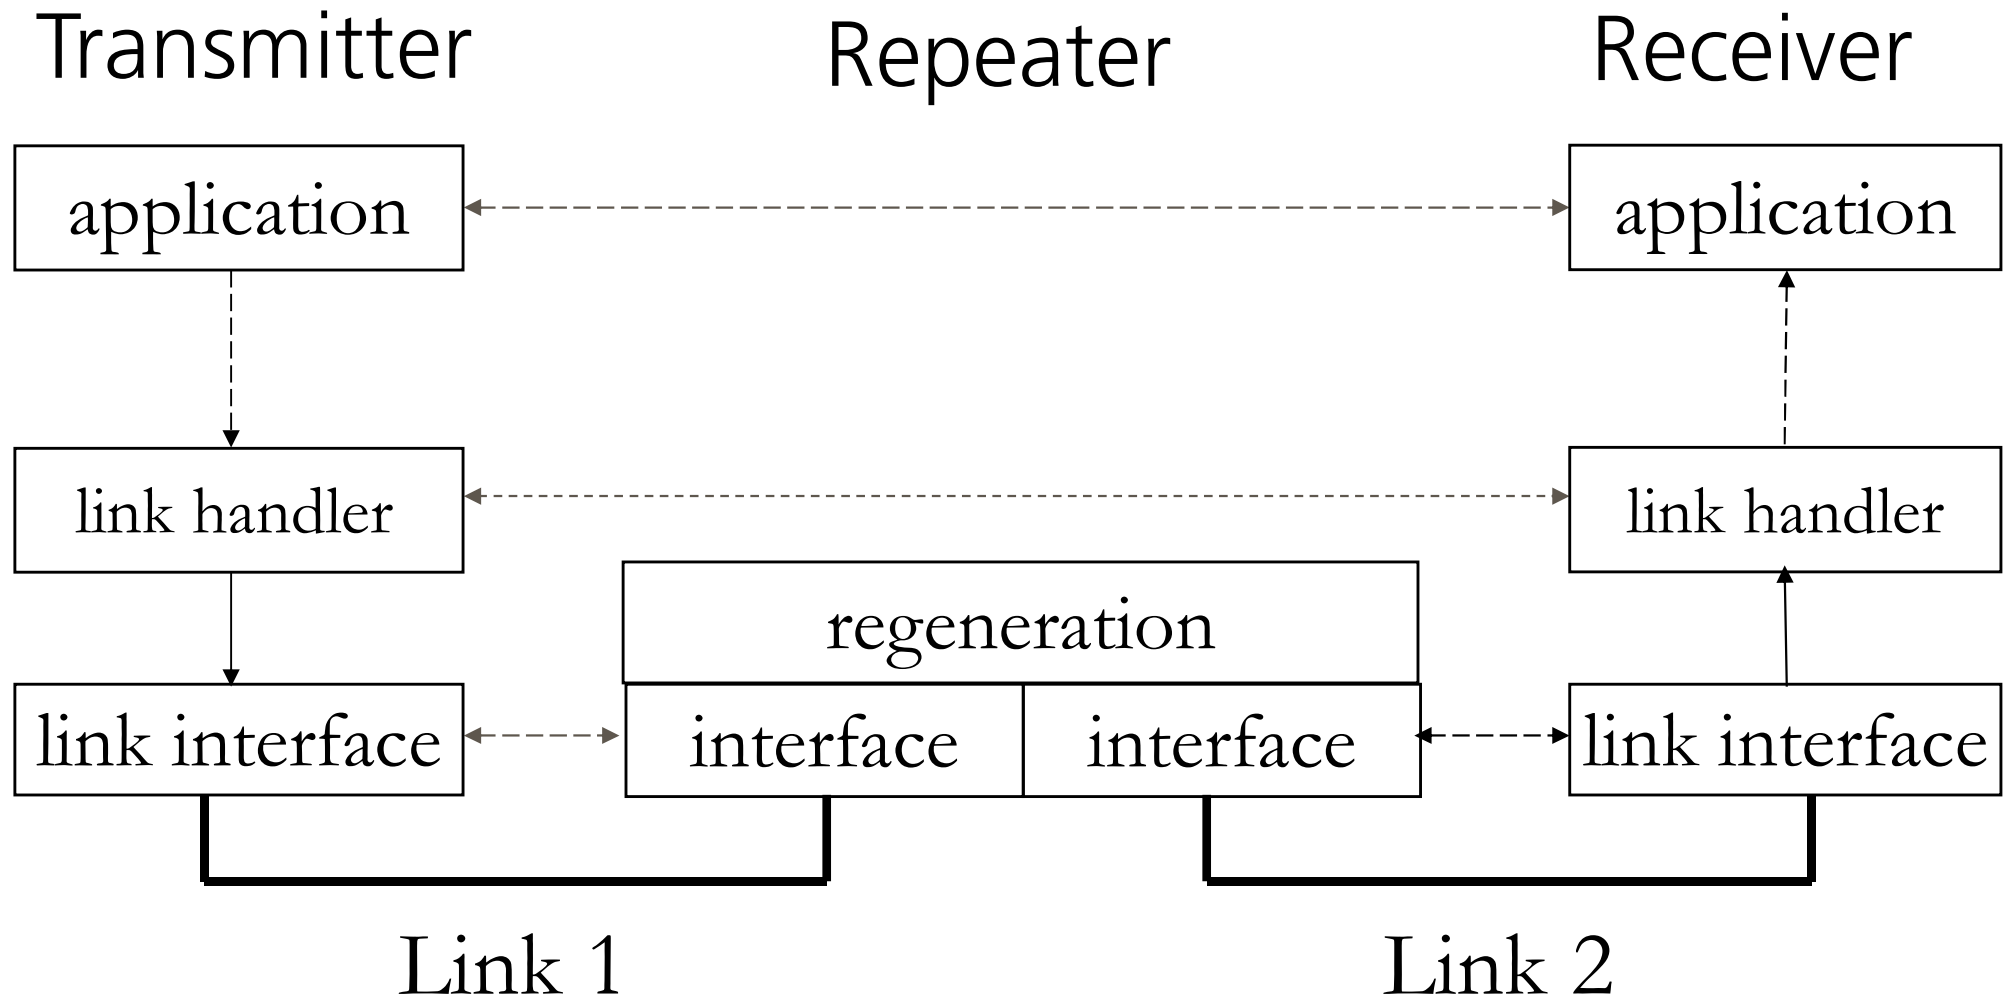 Transmitter
Repeater
Receiver
application
application
link handler
link handler
regeneration
link interface
interface
interface
link interface
Link 1
Link 2